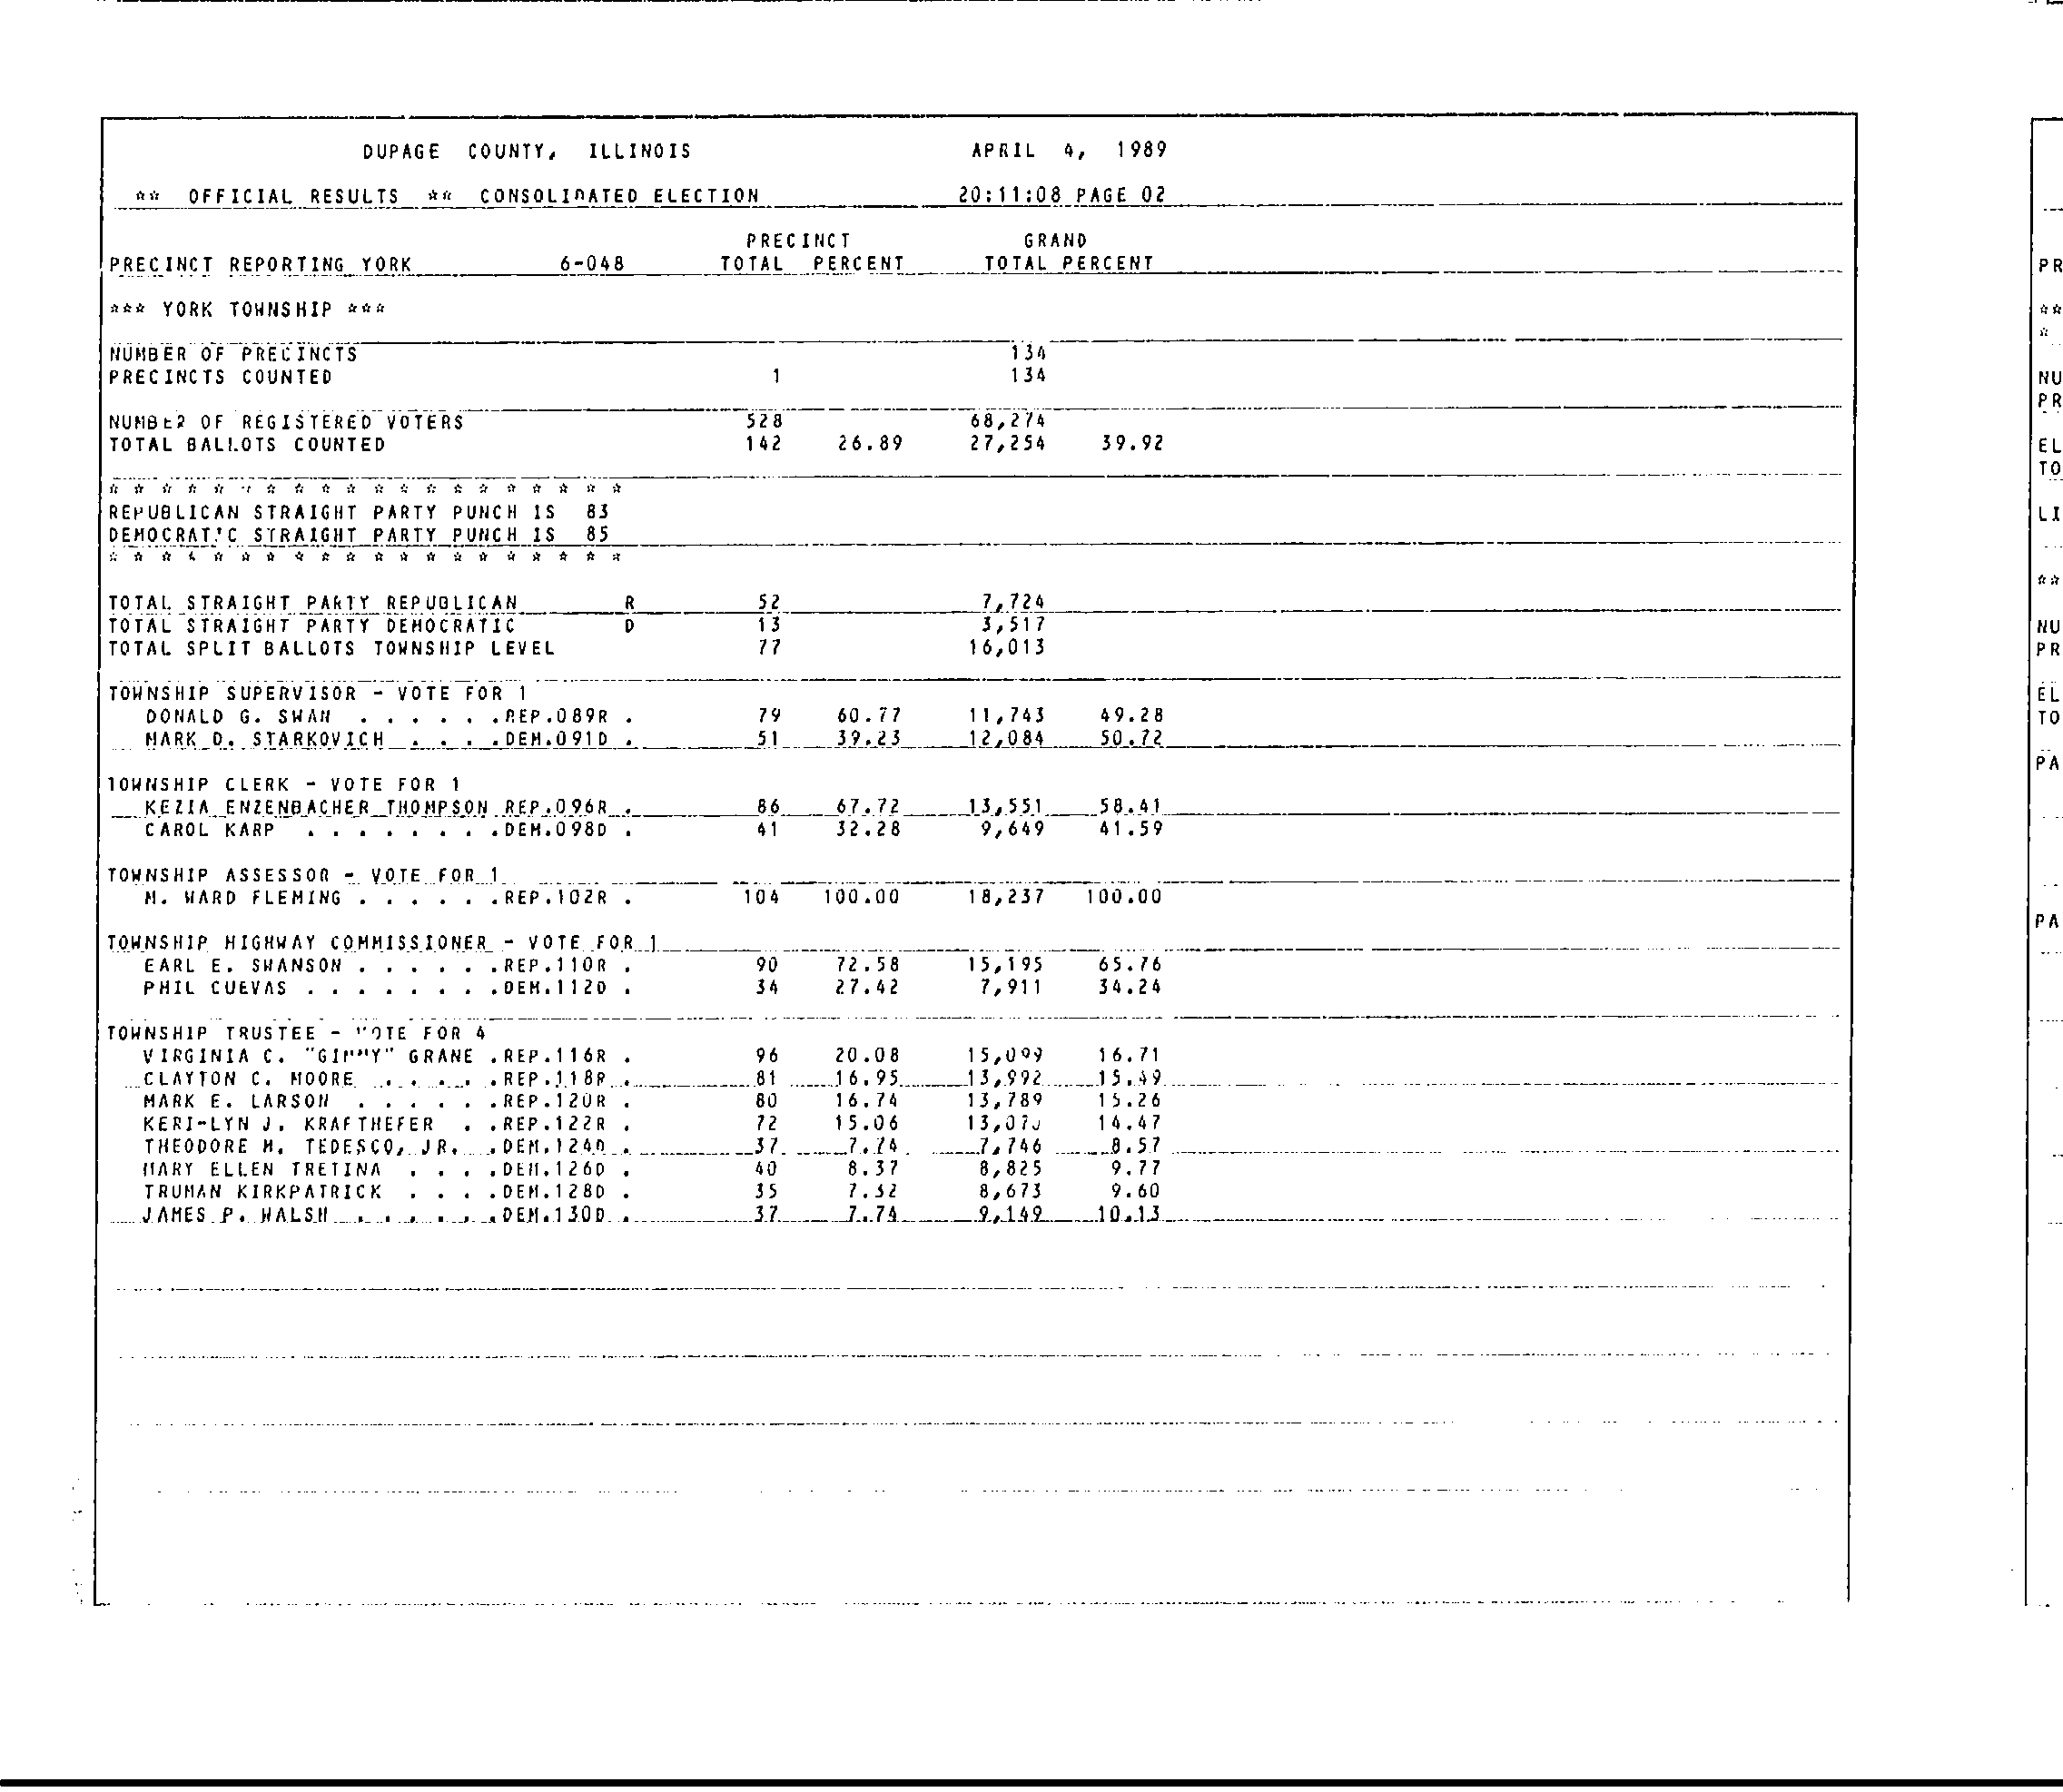 DUPAGE COUNTY, ILLINOIS APRIL 4, 1989
** OFFICIAL RESULTS ** CONSOLIDATED ELECTION 20:11:08 PAGE 02
PRECINCT GRAND
PRECINCT REPORTING YORK 6-048 TOTAL PERCENT TOTAL PERCENT
*** YORK TOWNSHIP ***
NUMBER OF PRECINCTS 134
PRECINCTS COUNTED 1 134
NUMBER OF REGISTERED VOTERS 528 68,274
TOTAL BALLOTS COUNTED 142 26.89 27,254 39.92
* * * * * * * * * * * * * * * * * * * *
REPUBLICAN STRAIGHT PARTY PUNCH IS 83
DEMOCRATIC STRAIGHT PARTY PUNCH IS 85
* * * * * * * * * * * * * * * * * * * *
TOTAL STRAIGHT PARTY REPUBLICAN R 52 7,724
TOTAL STRAIGHT PARTY DEMOCRATIC D 13 3,517
TOTAL SPLIT BALLOTS TOWNSHIP LEVEL 77 16,013
TOWNSHIP SUPERVISOR - VOTE FOR 1
DONALD G. SWAN . . . . . .REP.089R . 79 60.77 11,743 49.28
MARK D. STARKOVICH . . . .DEM.091D . 51 39.23 12,084 50.72
TOWNSHIP CLERK - VOTE FOR 1
KEZIA ENZENBACHER THOMPSON REP.096R . 86 67.72 13,551 58.41
CAROL KARP . . . . . . . .DEM.098D . 41 32.28 9,649 41.59
TOWNSHIP ASSESSOR - VOTE FOR 1
M. WARD FLEMING . . . . . .REP.102R . 104 100.00 18,237 100.00
TOWNSHIP HIGHWAY COMMISSIONER - VOTE FOR 1
EARL E. SWANSON . . . . . .REP.110R . 90 72.58 15,195 65.76
PHIL CUEVAS . . . . . . . .DEM.112D . 34 27.42 7,911 34.24
TOWNSHIP TRUSTEE - VOTE FOR 4
VIRGINIA C. "GINNY" GRANE .REP.116R . 96 20.08 15,099 16.71
CLAYTON C. MOORE . . . . .REP.118R . 81 16.95 13,992 15.49
MARK E. LARSON . . . . . .REP.120R . 80 16.74 13,789 15.26
KERI-LYN J. KRAFTHEFER . .REP.122R . 72 15.06 14.47
THEODORE M. TEDESCO, JR. .DEM.124D . 37 7.74 7,746 8.57
MARY ELLEN TRETINA . . . .DEM.126D . 40 8.37 8,825 9.77
TRUMAN KIRKPATRICK . . . .DEM.128D . 35 7.32 8,673 9.60
JAMES P. WALSH . . . . . .DEM.130D . 37 7.74 9,149 10.13
PR
**
*
NU
PR
EL
TO
LI
**
NU
PR
EL
TO
PA
PA